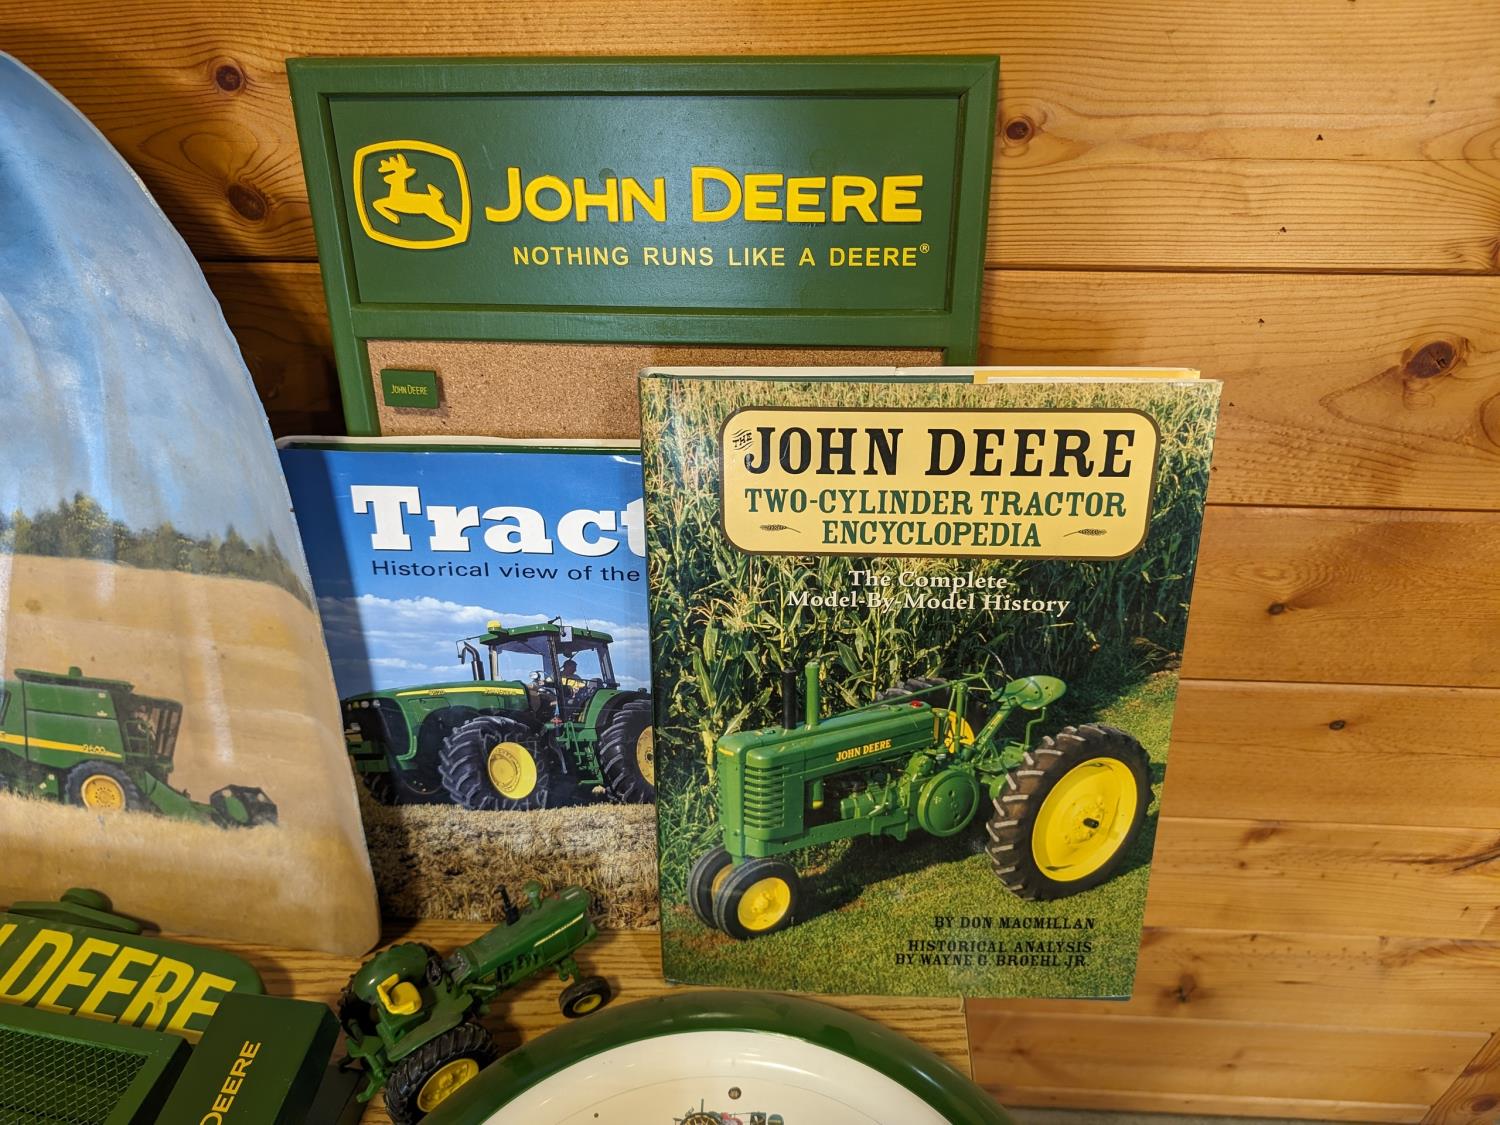 JOHN DEERE
NOTHING RUNS LIKE A DEERE®
JOHN DEERE
Tract
Historical view of the
THE JOHN DEERE
TWO-CYLINDER TRACTOR
ENCYCLOPEDIA
The Complete
Model-By-Model History
JOHN DEERE
BY DON MACMILLAN
HISTORICAL ANALYSIS
BY WAYNE G. BROEHL JR.
9600
DEERE
DEERE